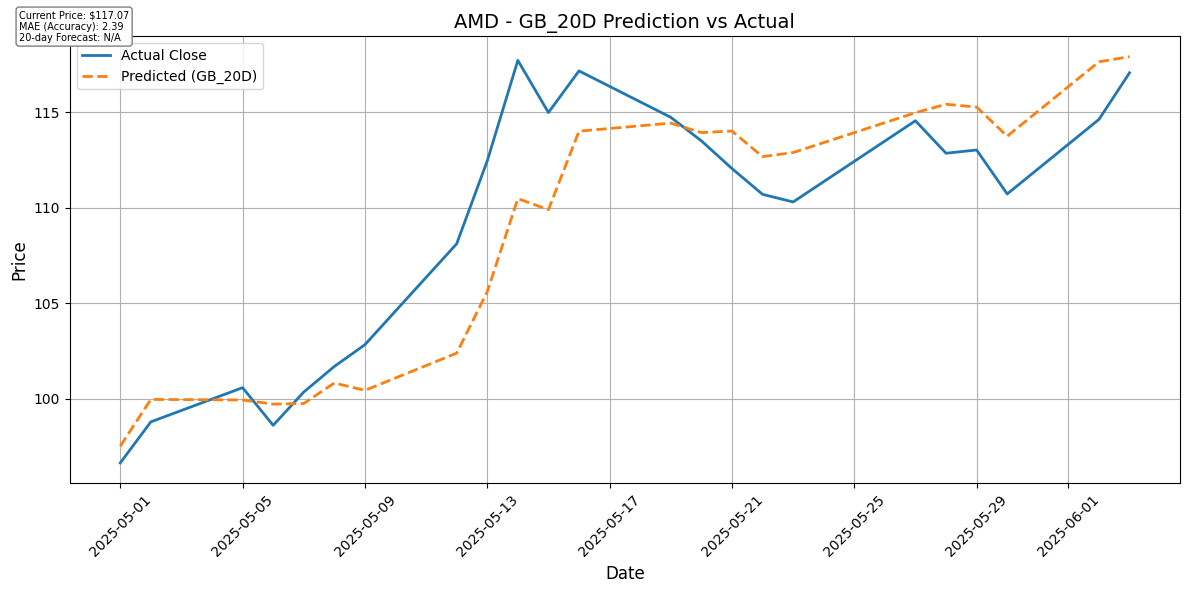 AMD - GB_20D Prediction vs Actual
Current Price: $117.07
MAE (Accuracy): 2.39
20-day Forecast: N/A
Actual Close
Predicted (GB_20D)
Price
115
110
105
100
2025-05-01
2025-05-05
2025-05-09
2025-05-13
2025-05-17
2025-05-21
2025-05-25
2025-05-29
2025-06-01
Date